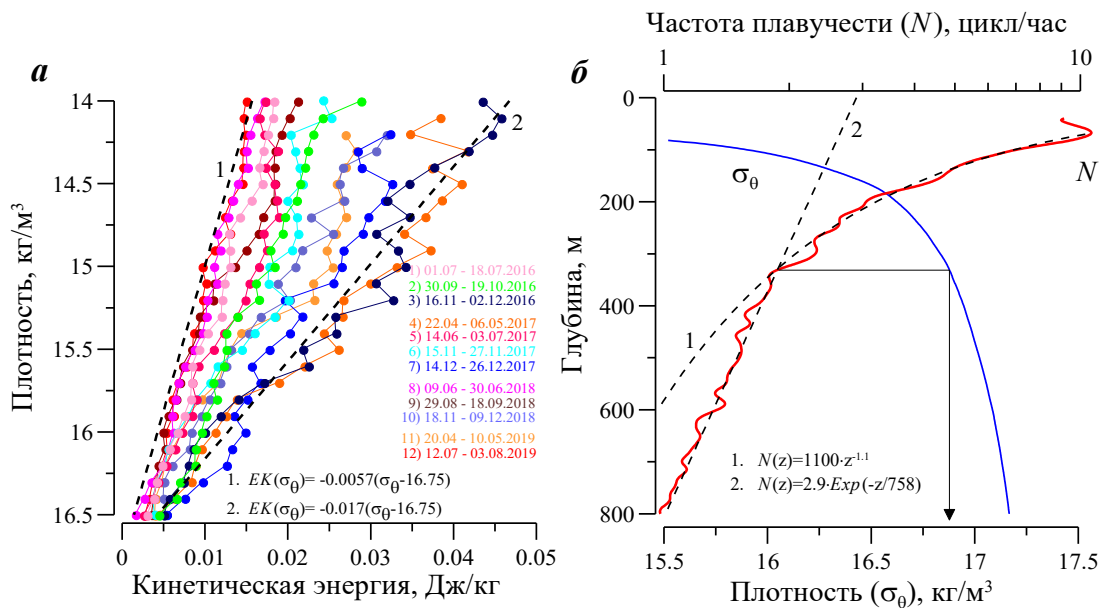 а
14
14.5
15
15.5
16
16.5
Плотность, кг/м³
1
2
1) 01.07 - 18.07.2016
2) 30.09 - 19.10.2016
3) 16.11 - 02.12.2016
4) 22.04 - 06.05.2017
5) 14.06 - 03.07.2017
6) 15.11 - 27.11.2017
7) 14.12 - 26.12.2017
8) 09.06 - 30.06.2018
9) 29.08 - 18.09.2018
10) 18.11 - 09.12.2018
11) 20.04 - 10.05.2019
12) 12.07 - 03.08.2019
1. EK(σθ)= -0.0057(σθ-16.75)
2. EK(σθ)= -0.017(σθ-16.75)
0 0.01 0.02 0.03 0.04 0.05
Кинетическая энергия, Дж/кг
Частота плавучести (N), цикл/час
б
1 10
0
200
400
600
800
Глубина, м
2
σθ
N
1
1. N(z)=1100·z⁻¹·¹
2. N(z)=2.9·Exp(-z/758)
15.5 16 16.5 17 17.5
Плотность (σθ), кг/м³